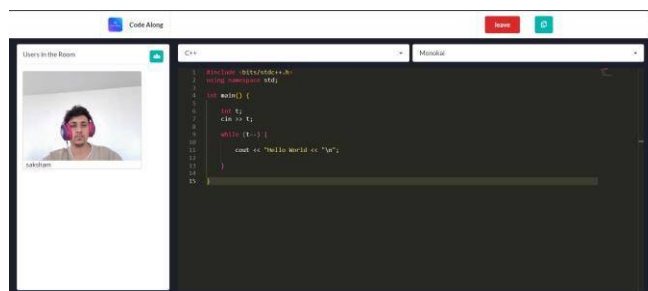 Code Along
leave
Users in the Room
C++
Monokai
saksham
1 #include <bits/stdc++.h>
2 using namespace std;
3
4 int main() {
5
6 int t;
7 cin >> t;
8
9 while (t--) {
10
11 cout << "Hello World << "\n";
12
13 }
14
15 }